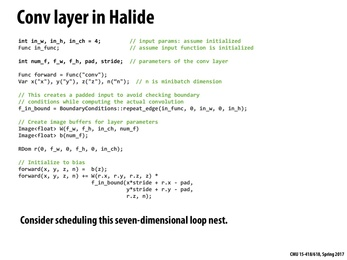 Conv layer in Halide
int in_w, in_h, in_ch = 4; // input params: assume initialized
Func in_func; // assume input function is initialized
int num_f, f_w, f_h, pad, stride; // parameters of the conv layer
Func forward = Func("conv");
Var x("x"), y("y"), z("z"), n("n"); // n is minibatch dimension
// This creates a padded input to avoid checking boundary
// conditions while computing the actual convolution
f_in_bound = BoundaryConditions::repeat_edge(in_func, 0, in_w, 0, in_h);
// Create image buffers for layer parameters
Image<float> W(f_w, f_h, in_ch, num_f)
Image<float> b(num_f);
RDom r(0, f_w, 0, f_h, 0, in_ch);
// Initialize to bias
forward(x, y, z, n) = b(z);
forward(x, y, z, n) += W(r.x, r.y, r.z, z) *
f_in_bound(x*stride + r.x - pad,
y*stride + r.y - pad,
r.z, n);
Consider scheduling this seven-dimensional loop nest.
CMU 15-418/618, Spring 2017